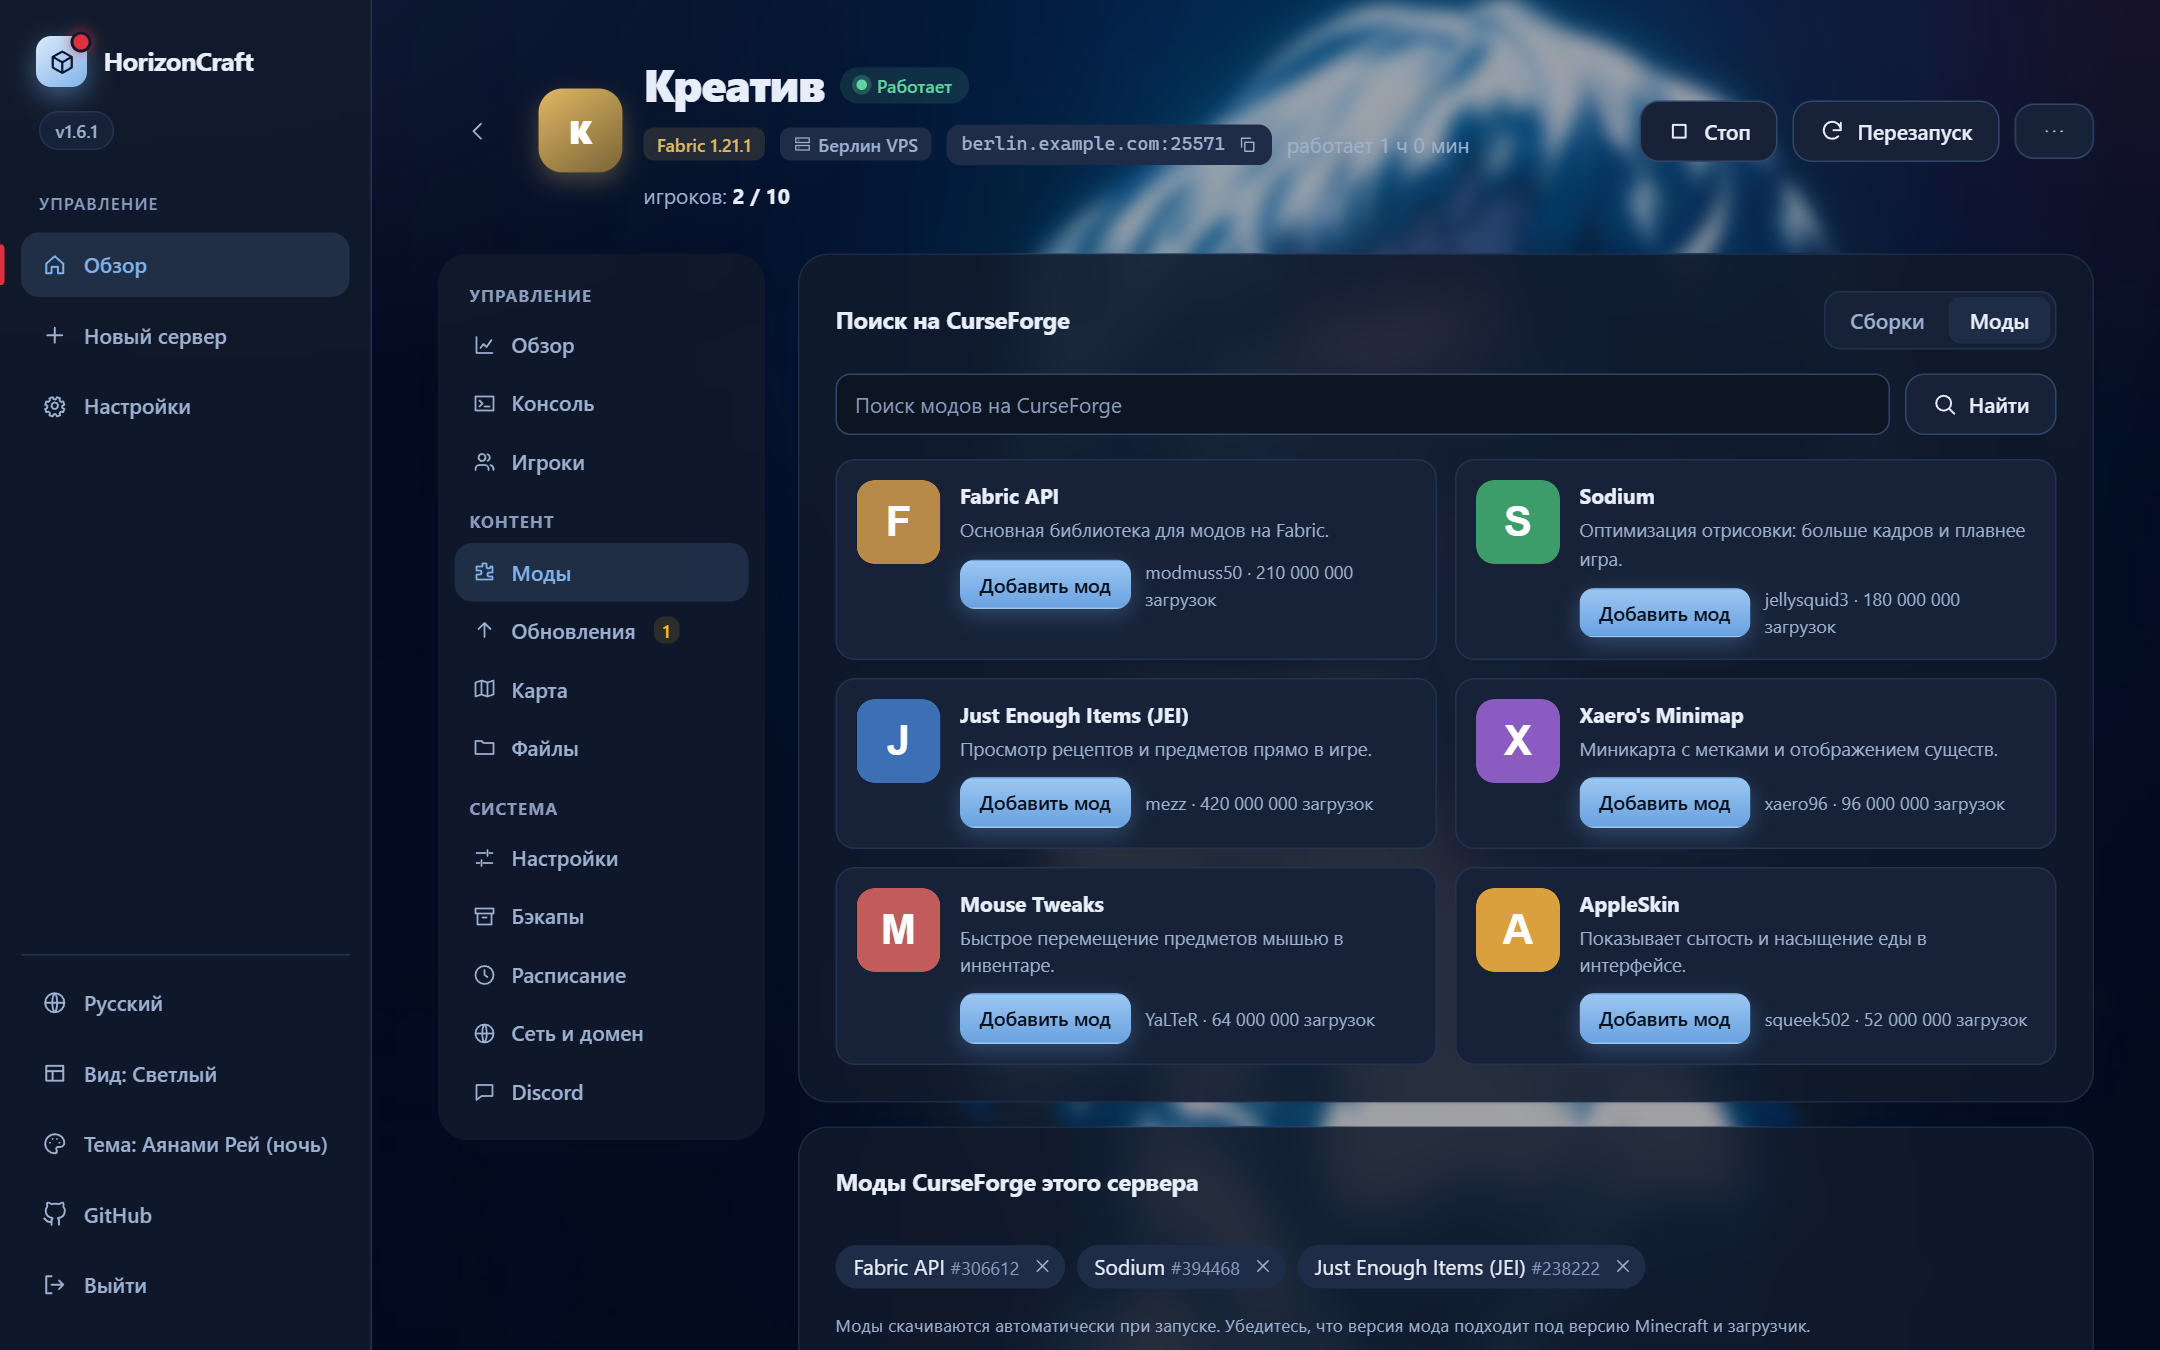 HorizonCraft
v1.6.1
УПРАВЛЕНИЕ
Обзор
Новый сервер
Настройки
Русский
Вид: Светлый
Тема: Аянами Рей (ночь)
GitHub
Выйти
K
Креатив
Работает
Fabric 1.21.1
Берлин VPS
berlin.example.com:25571
работает 1 ч 0 мин
игроков: 2 / 10
Стоп
Перезапуск
...
УПРАВЛЕНИЕ
Обзор
Консоль
Игроки
КОНТЕНТ
Моды
Обновления 1
Карта
Файлы
СИСТЕМА
Настройки
Бэкапы
Расписание
Сеть и домен
Discord
Поиск на CurseForge
Сборки
Моды
Поиск модов на CurseForge
Найти
F
Fabric API
Основная библиотека для модов на Fabric.
Добавить мод
modmuss50 · 210 000 000
загрузок
S
Sodium
Оптимизация отрисовки: больше кадров и плавнее
игра.
Добавить мод
jellysquid3 · 180 000 000
загрузок
J
Just Enough Items (JEI)
Просмотр рецептов и предметов прямо в игре.
Добавить мод
mezz · 420 000 000 загрузок
X
Xaero's Minimap
Миникарта с метками и отображением существ.
Добавить мод
xaero96 · 96 000 000 загрузок
M
Mouse Tweaks
Быстрое перемещение предметов мышью в
инвентаре.
Добавить мод
YaLTeR · 64 000 000 загрузок
A
AppleSkin
Показывает сытость и насыщение еды в
интерфейсе.
Добавить мод
squeek502 · 52 000 000 загрузок
Моды CurseForge этого сервера
Fabric API #306612
Sodium #394468
Just Enough Items (JEI) #238222
Моды скачиваются автоматически при запуске. Убедитесь, что версия мода подходит под версию Minecraft и загрузчик.